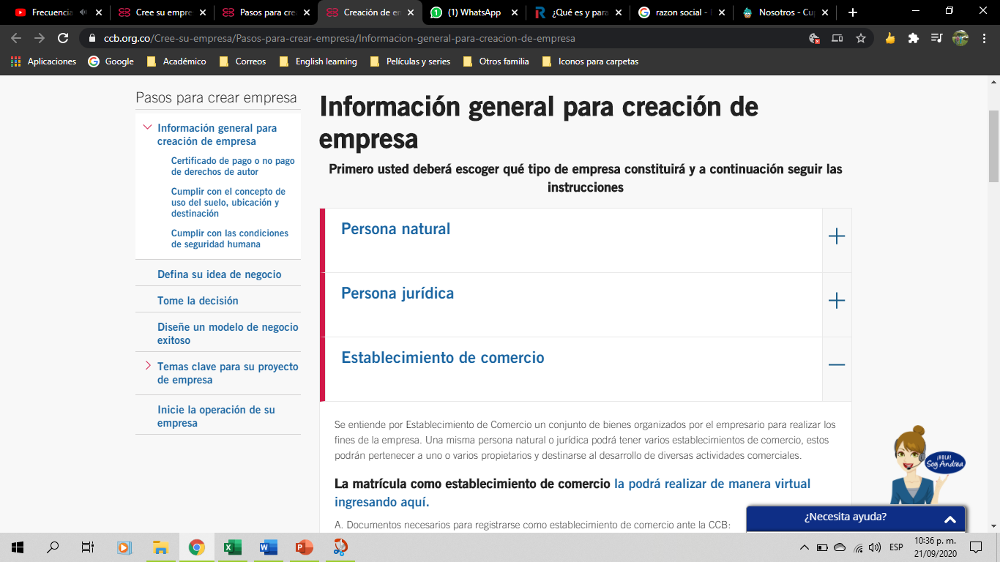 Frecuencia
Cree su empre
Pasos para cre
Creación de en
(1) WhatsApp
¿Qué es y para
razon social -
Nosotros - Cup
ccb.org.co/Cree-su-empresa/Pasos-para-crear-empresa/Informacion-general-para-creacion-de-empresa
Aplicaciones
Google
Académico
Correos
English learning
Películas y series
Otros familia
Iconos para carpetas
Pasos para crear empresa
Información general para
creación de empresa
Certificado de pago o no pago
de derechos de autor
Cumplir con el concepto de
uso del suelo, ubicación y
destinación
Cumplir con las condiciones
de seguridad humana
Defina su idea de negocio
Tome la decisión
Diseñe un modelo de negocio
exitoso
Temas clave para su proyecto
de empresa
Inicie la operación de su
empresa
Información general para creación de
empresa
Primero usted deberá escoger qué tipo de empresa constituirá y a continuación seguir las
instrucciones
Persona natural
Persona jurídica
Establecimiento de comercio
Se entiende por Establecimiento de Comercio un conjunto de bienes organizados por el empresario para realizar los
fines de la empresa. Una misma persona natural o jurídica podrá tener varios establecimientos de comercio, estos
podrán pertenecer a uno o varios propietarios y destinarse al desarrollo de diversas actividades comerciales.
La matrícula como establecimiento de comercio la podrá realizar de manera virtual
ingresando aquí.
A. Documentos necesarios para registrarse como establecimiento de comercio ante la CCB:
¡HOLA!
Soy Andrea
¿Necesita ayuda?
ESP
10:36 p. m.
21/09/2020